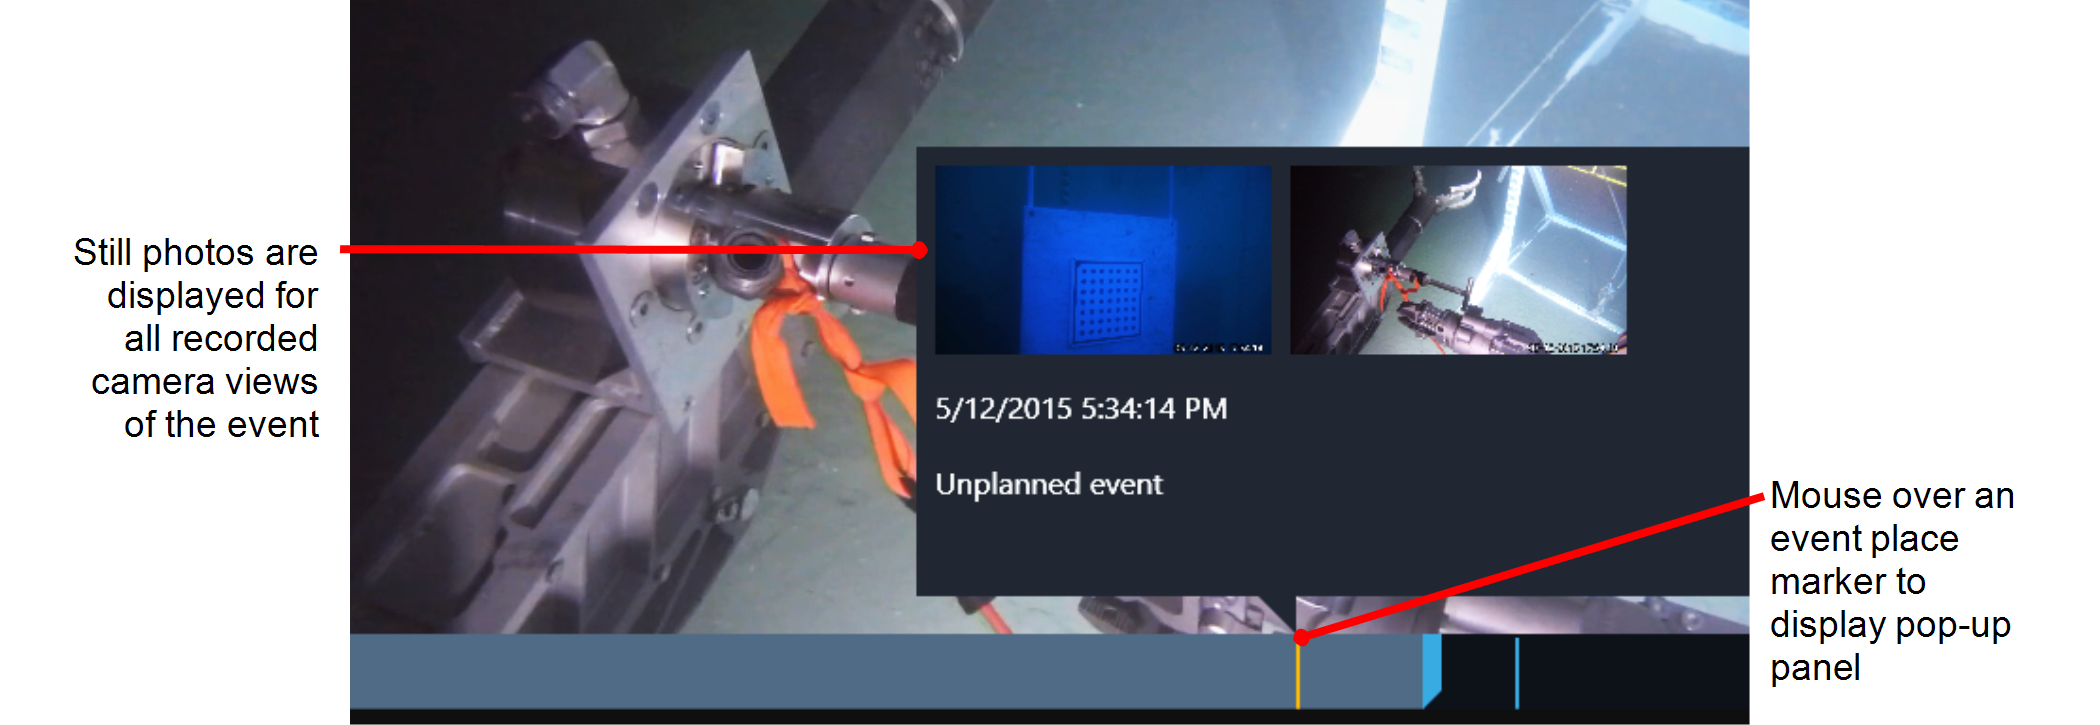 Still photos are
displayed for
all recorded
camera views
of the event
5/12/2015 5:34:14 PM
Unplanned event
Mouse over an
event place
marker to
display pop-up
panel